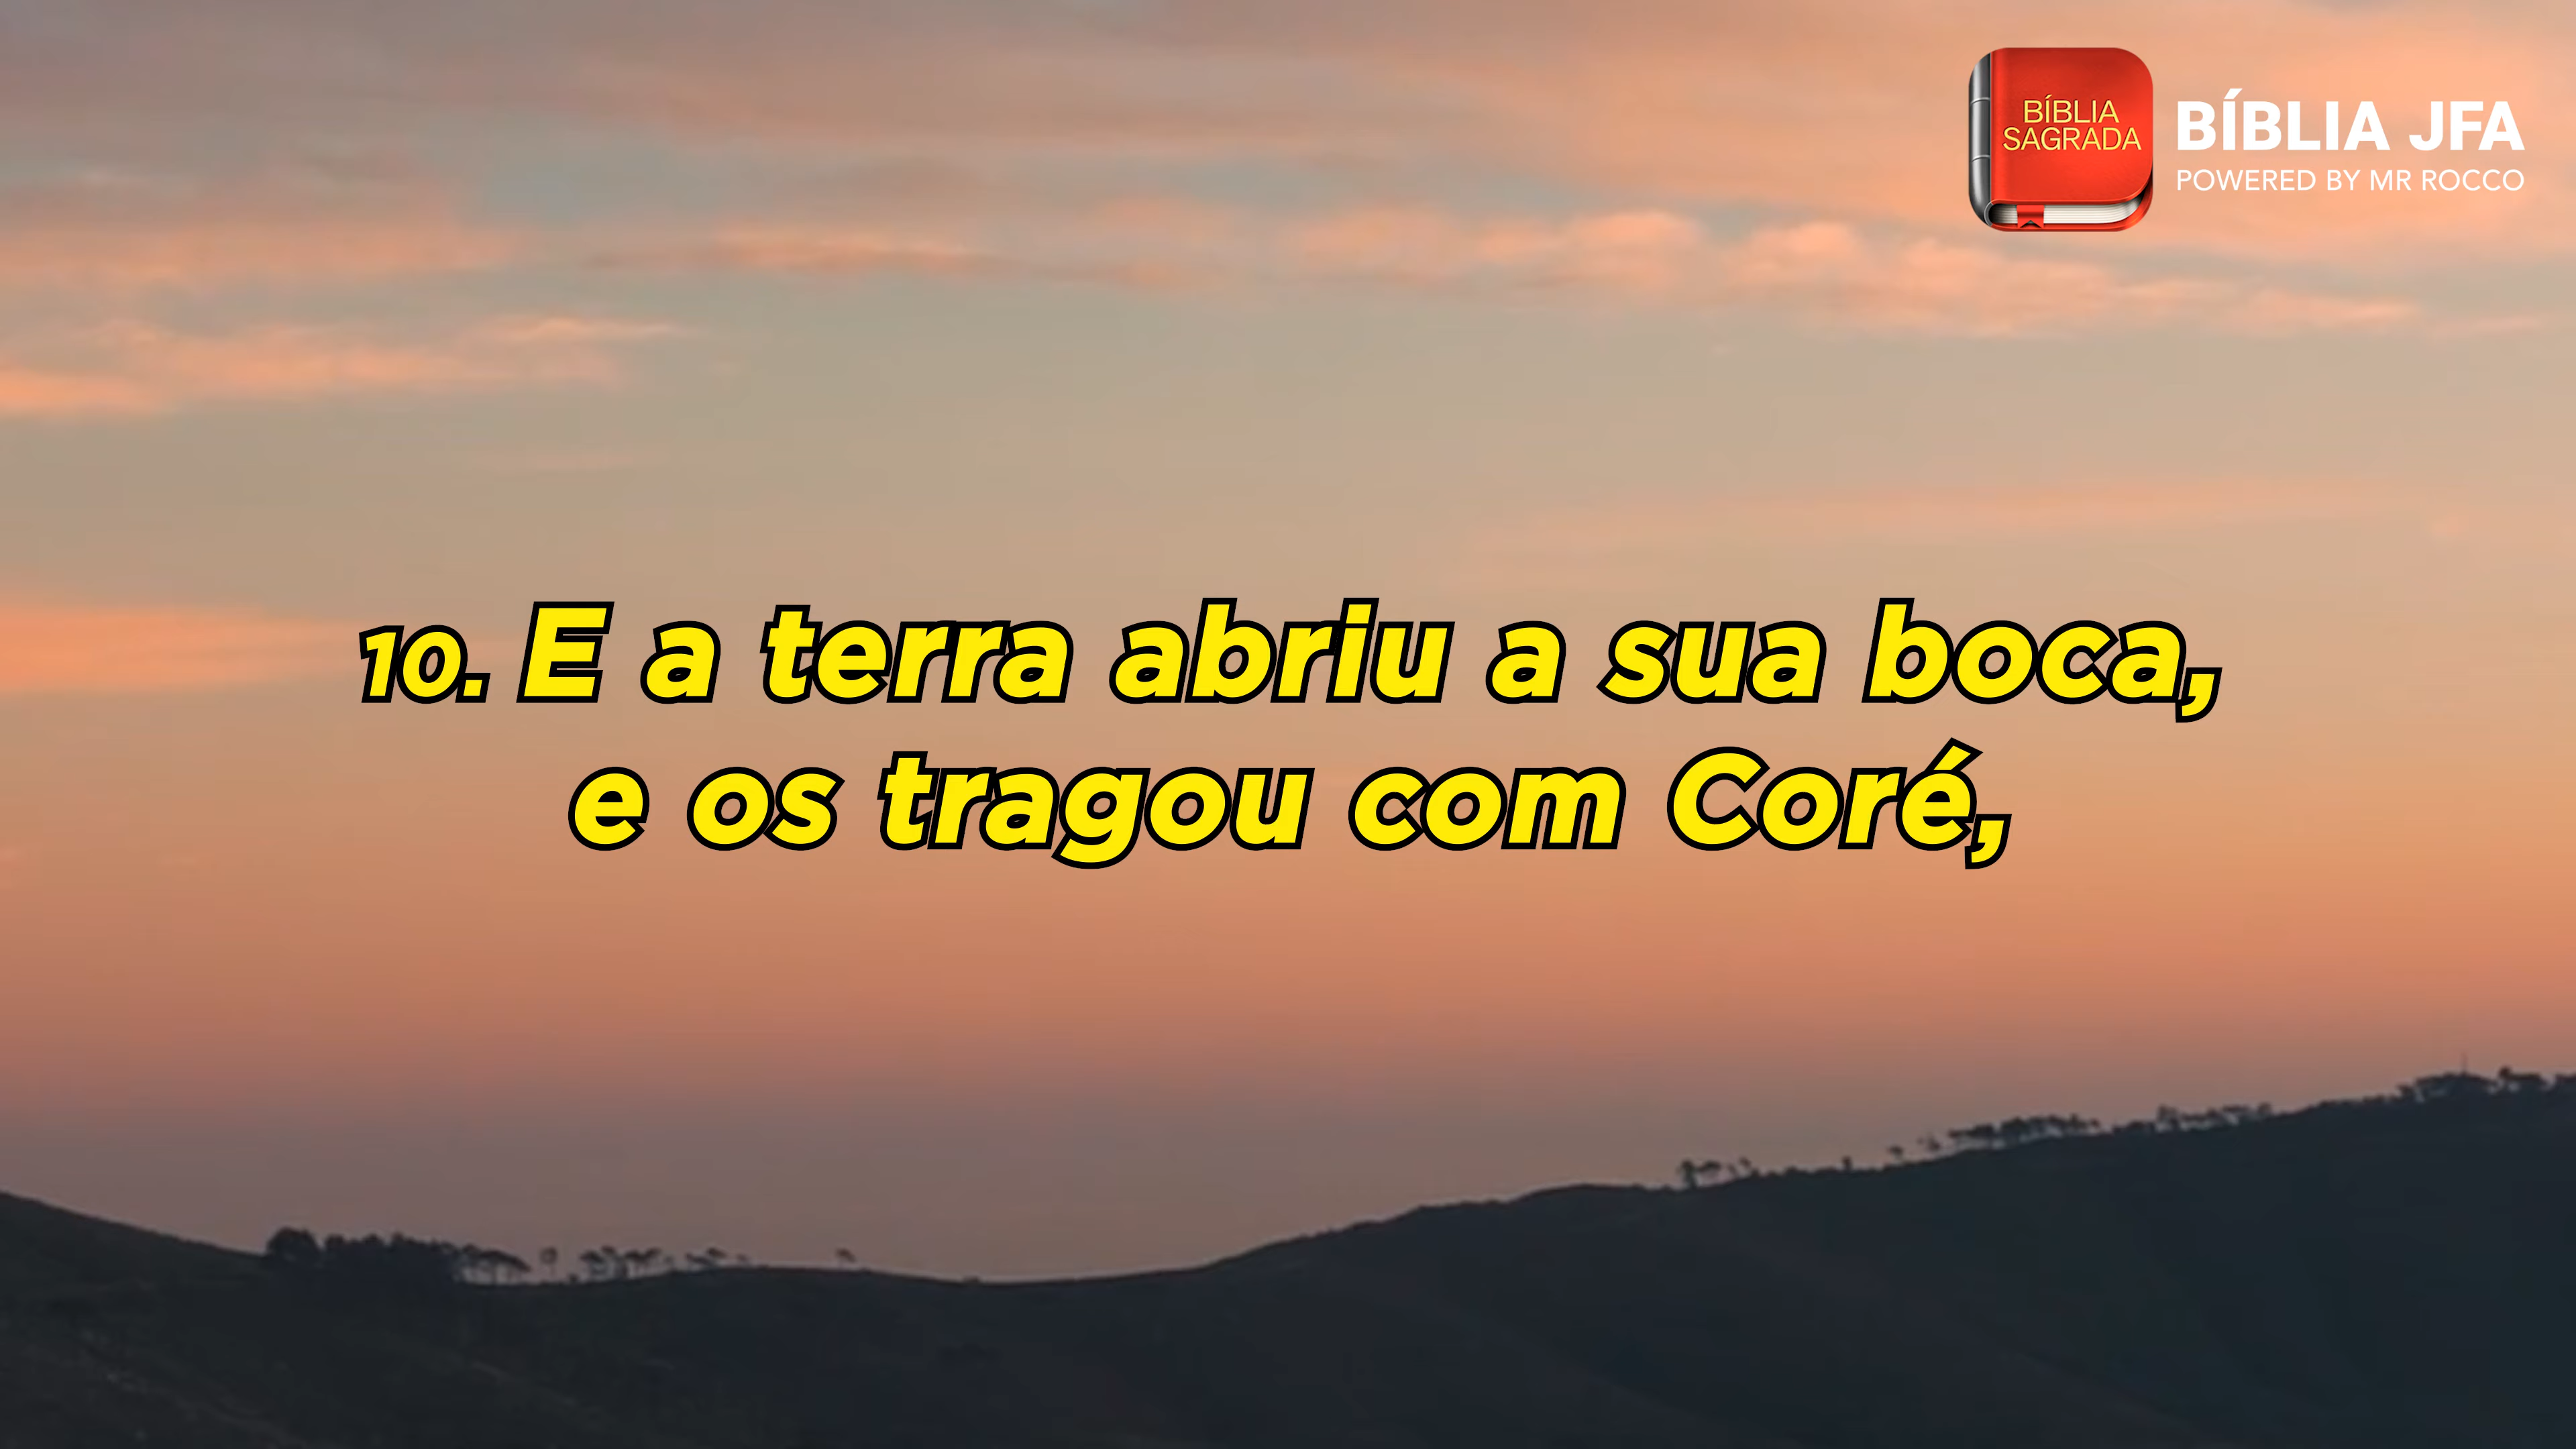 BÍBLIA
SAGRADA
BÍBLIA JFA
POWERED BY MR ROCCO
10. E a terra abriu a sua boca,
e os tragou com Coré,